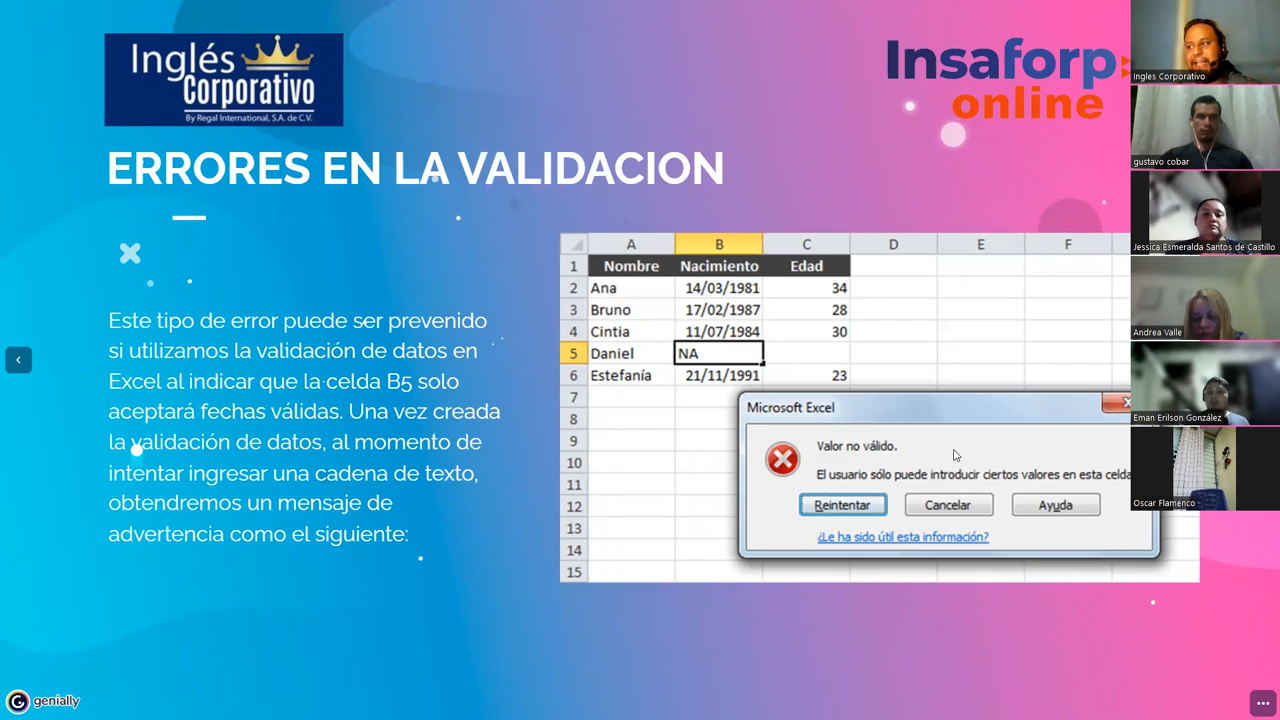 Inglés
Corporativo
By Regal International, S.A. de C.V.
Insaforp
online
ERRORES EN LA VALIDACION
Este tipo de error puede ser prevenido
si utilizamos la validación de datos en
Excel al indicar que la celda B5 solo
aceptará fechas válidas. Una vez creada
la validación de datos, al momento de
intentar ingresar una cadena de texto,
obtendremos un mensaje de
advertencia como el siguiente:
A B C D E F
1 Nombre Nacimiento Edad
2 Ana 14/03/1981 34
3 Bruno 17/02/1987 28
4 Cintia 11/07/1984 30
5 Daniel NA
6 Estefanía 21/11/1991 23
7
8
9
10
11
12
13
14
15
Microsoft Excel
Valor no válido.
El usuario sólo puede introducir ciertos valores en esta celda
Reintentar Cancelar Ayuda
¿Le ha sido útil esta información?
Ingles Corporativo
gustavo cobar
Jessica Esmeralda Santos de Castillo
Andrea Valle
Eman Erilson González
Oscar Flamenco
genially